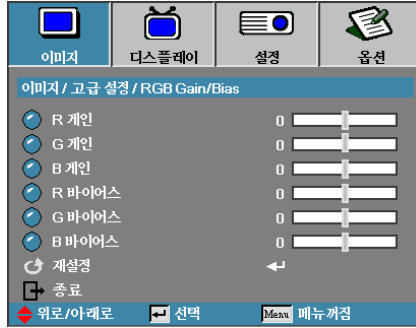 이미지 디스플레이 설정 옵션
이미지 / 고급 설정 / RGB Gain/Bias
R 게인 0
G 게인 0
B 게인 0
R 바이어스 0
G 바이어스 0
B 바이어스 0
재설정
종료
위로/아래로 선택 Menu 메뉴 꺼짐